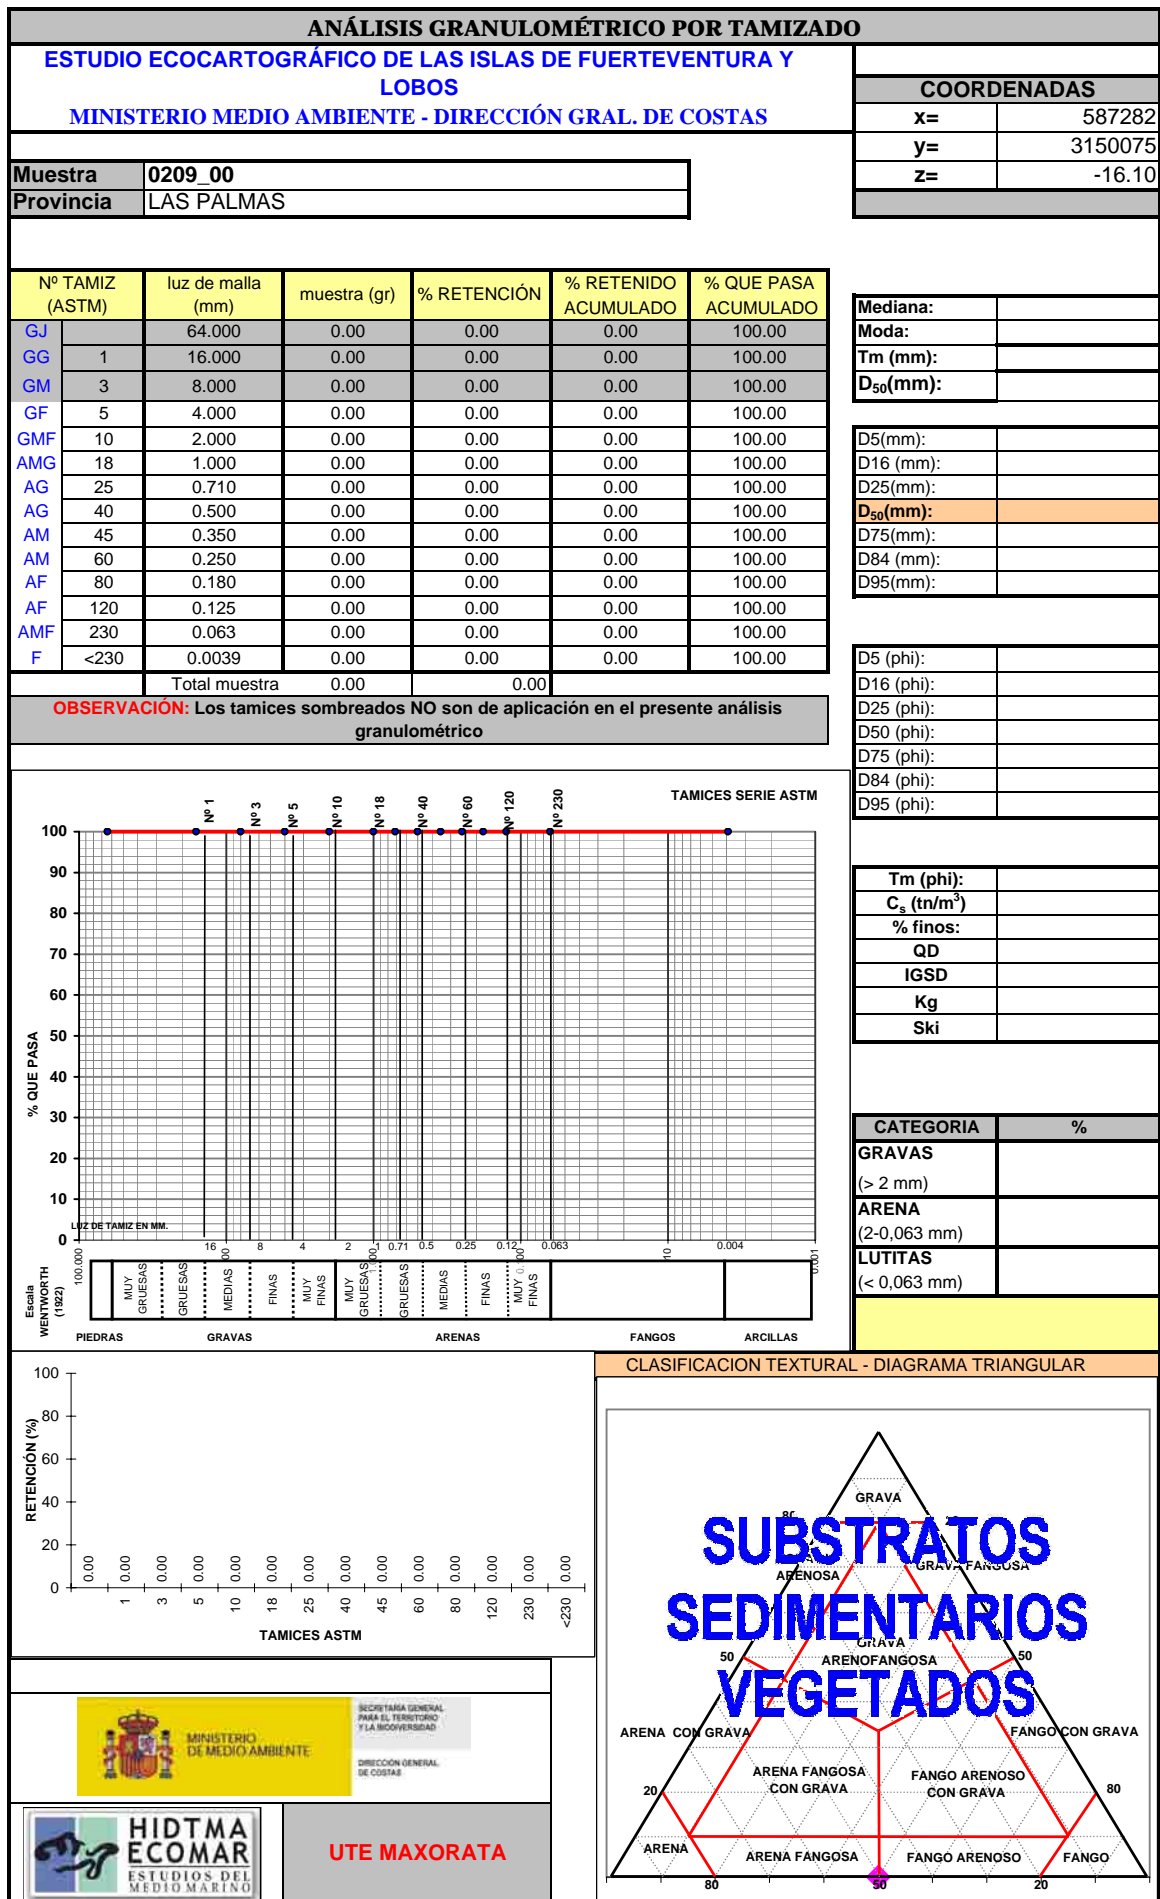 ANÁLISIS GRANULOMÉTRICO POR TAMIZADO
ESTUDIO ECOCARTOGRÁFICO DE LAS ISLAS DE FUERTEVENTURA Y
LOBOS
MINISTERIO MEDIO AMBIENTE - DIRECCIÓN GRAL. DE COSTAS
COORDENADAS
x= 587282
y= 3150075
z= -16.10
Muestra 0209_00
Provincia LAS PALMAS
Nº TAMIZ (ASTM) luz de malla (mm) muestra (gr) % RETENCIÓN % RETENIDO ACUMULADO % QUE PASA ACUMULADO
GJ 64.000 0.00 0.00 0.00 100.00
GG 1 16.000 0.00 0.00 0.00 100.00
GM 3 8.000 0.00 0.00 0.00 100.00
GF 5 4.000 0.00 0.00 0.00 100.00
GMF 10 2.000 0.00 0.00 0.00 100.00
AMG 18 1.000 0.00 0.00 0.00 100.00
AG 25 0.710 0.00 0.00 0.00 100.00
AG 40 0.500 0.00 0.00 0.00 100.00
AM 45 0.350 0.00 0.00 0.00 100.00
AM 60 0.250 0.00 0.00 0.00 100.00
AF 80 0.180 0.00 0.00 0.00 100.00
AF 120 0.125 0.00 0.00 0.00 100.00
AMF 230 0.063 0.00 0.00 0.00 100.00
F <230 0.0039 0.00 0.00 0.00 100.00
Total muestra 0.00 0.00
OBSERVACIÓN: Los tamices sombreados NO son de aplicación en el presente análisis
granulométrico
Mediana:
Moda:
Tm (mm):
D50(mm):
D5(mm):
D16 (mm):
D25(mm):
D50(mm):
D75(mm):
D84 (mm):
D95(mm):
D5 (phi):
D16 (phi):
D25 (phi):
D50 (phi):
D75 (phi):
D84 (phi):
D95 (phi):
Tm (phi):
Cs (tn/m3)
% finos:
QD
IGSD
Kg
Ski
CATEGORIA %
GRAVAS
(> 2 mm)
ARENA
(2-0,063 mm)
LUTITAS
(< 0,063 mm)
TAMICES SERIE ASTM
Nº 1 Nº 3 Nº 5 Nº 10 Nº 18 Nº 40 Nº 60 Nº 120 Nº 230
% QUE PASA
100
90
80
70
60
50
40
30
20
10
0
LUZ DE TAMIZ EN MM.
16 8 4 2 1 0.71 0.5 0.25 0.12 0.063 0.004
100.000
Escala
WENTWORTH
(1922)
MUY GRUESAS
GRUESAS
MEDIAS
FINAS
MUY FINAS
MUY GRUESAS
GRUESAS
MEDIAS
FINAS
MUY FINAS
PIEDRAS GRAVAS ARENAS FANGOS ARCILLAS
RETENCIÓN (%)
100
80
60
40
20
0
0.00 0.00 0.00 0.00 0.00 0.00 0.00 0.00 0.00 0.00 0.00 0.00 0.00 0.00
1 3 5 10 18 25 40 45 60 80 120 230 <230
TAMICES ASTM
CLASIFICACION TEXTURAL - DIAGRAMA TRIANGULAR
GRAVA
SUBSTRATOS
ARENOSA
GRAVA FANGOSA
SEDIMENTARIOS
GRAVA
ARENOFANGOSA
50 50
VEGETADOS
ARENA CON GRAVA
FANGO CON GRAVA
ARENA FANGOSA
CON GRAVA
FANGO ARENOSO
CON GRAVA
20 80
ARENA
ARENA FANGOSA
FANGO ARENOSO
FANGO
80 50 20
MINISTERIO
DE MEDIO AMBIENTE
SECRETARÍA GENERAL
PARA EL TERRITORIO
Y LA BIODIVERSIDAD
DIRECCIÓN GENERAL
DE COSTAS
HIDTMA
ECOMAR
ESTUDIOS DEL
MEDIO MARINO
UTE MAXORATA